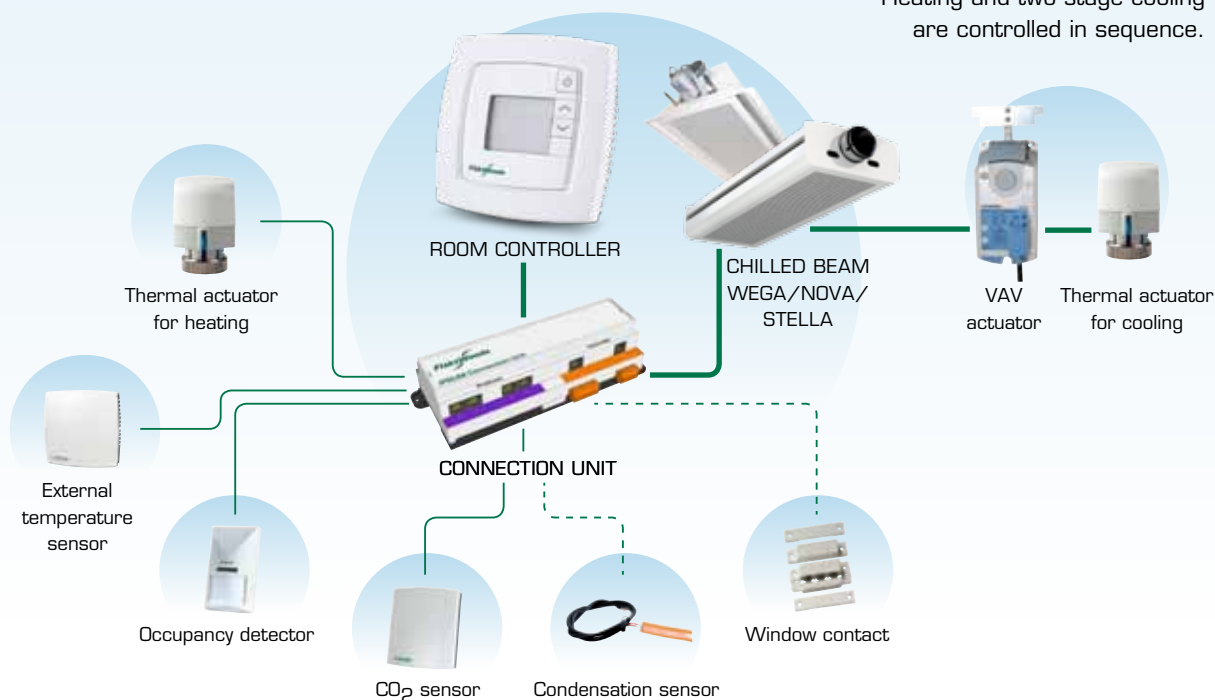 Heating and two stage cooling
are controlled in sequence.
ROOM CONTROLLER
CHILLED BEAM
WEGA/NOVA/
STELLA
Thermal actuator
for heating
VAV
actuator
Thermal actuator
for cooling
CONNECTION UNIT
External
temperature
sensor
Occupancy detector
CO2 sensor
Condensation sensor
Window contact